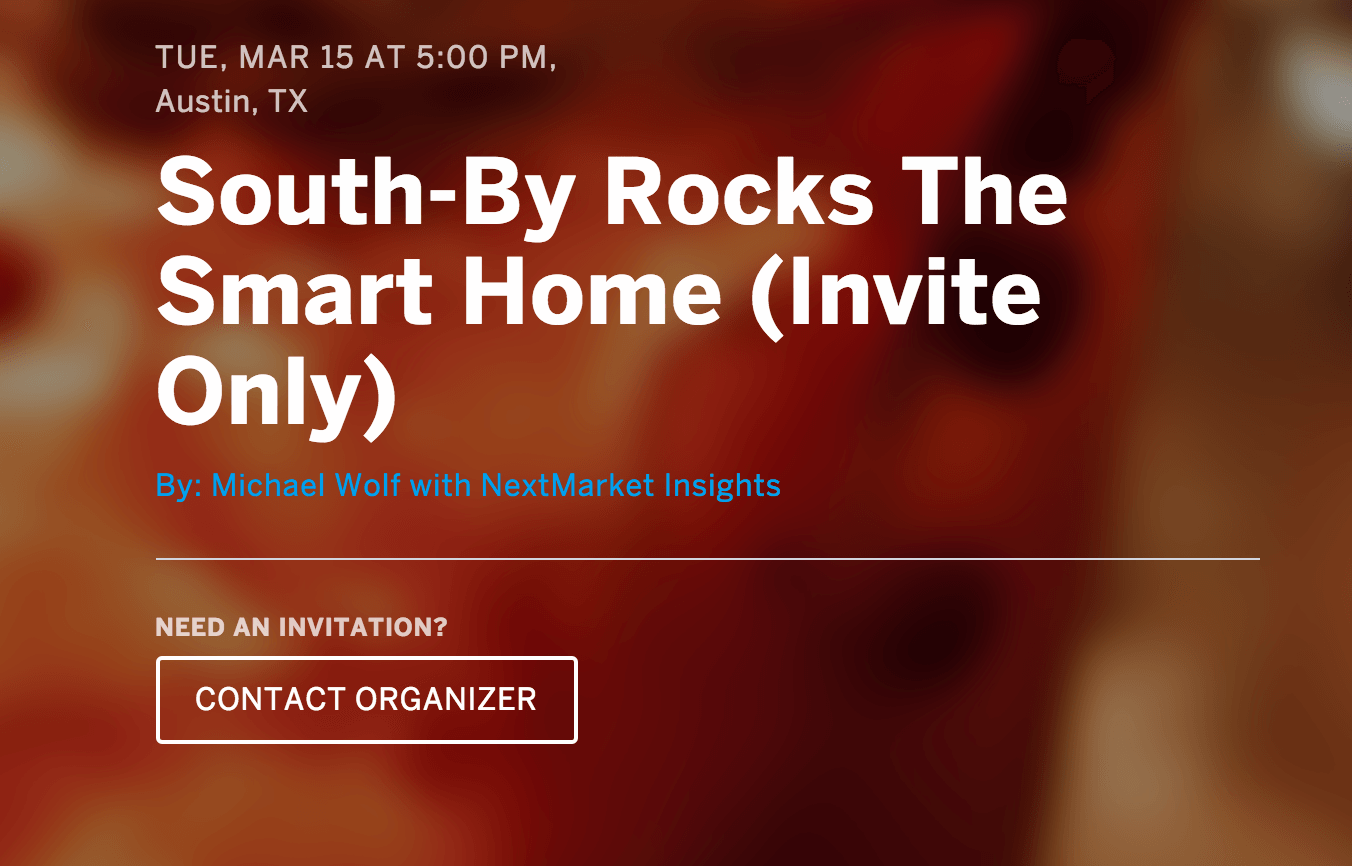 TUE, MAR 15 AT 5:00 PM,
Austin, TX
South-By Rocks The
Smart Home (Invite
Only)
By: Michael Wolf with NextMarket Insights
NEED AN INVITATION?
CONTACT ORGANIZER